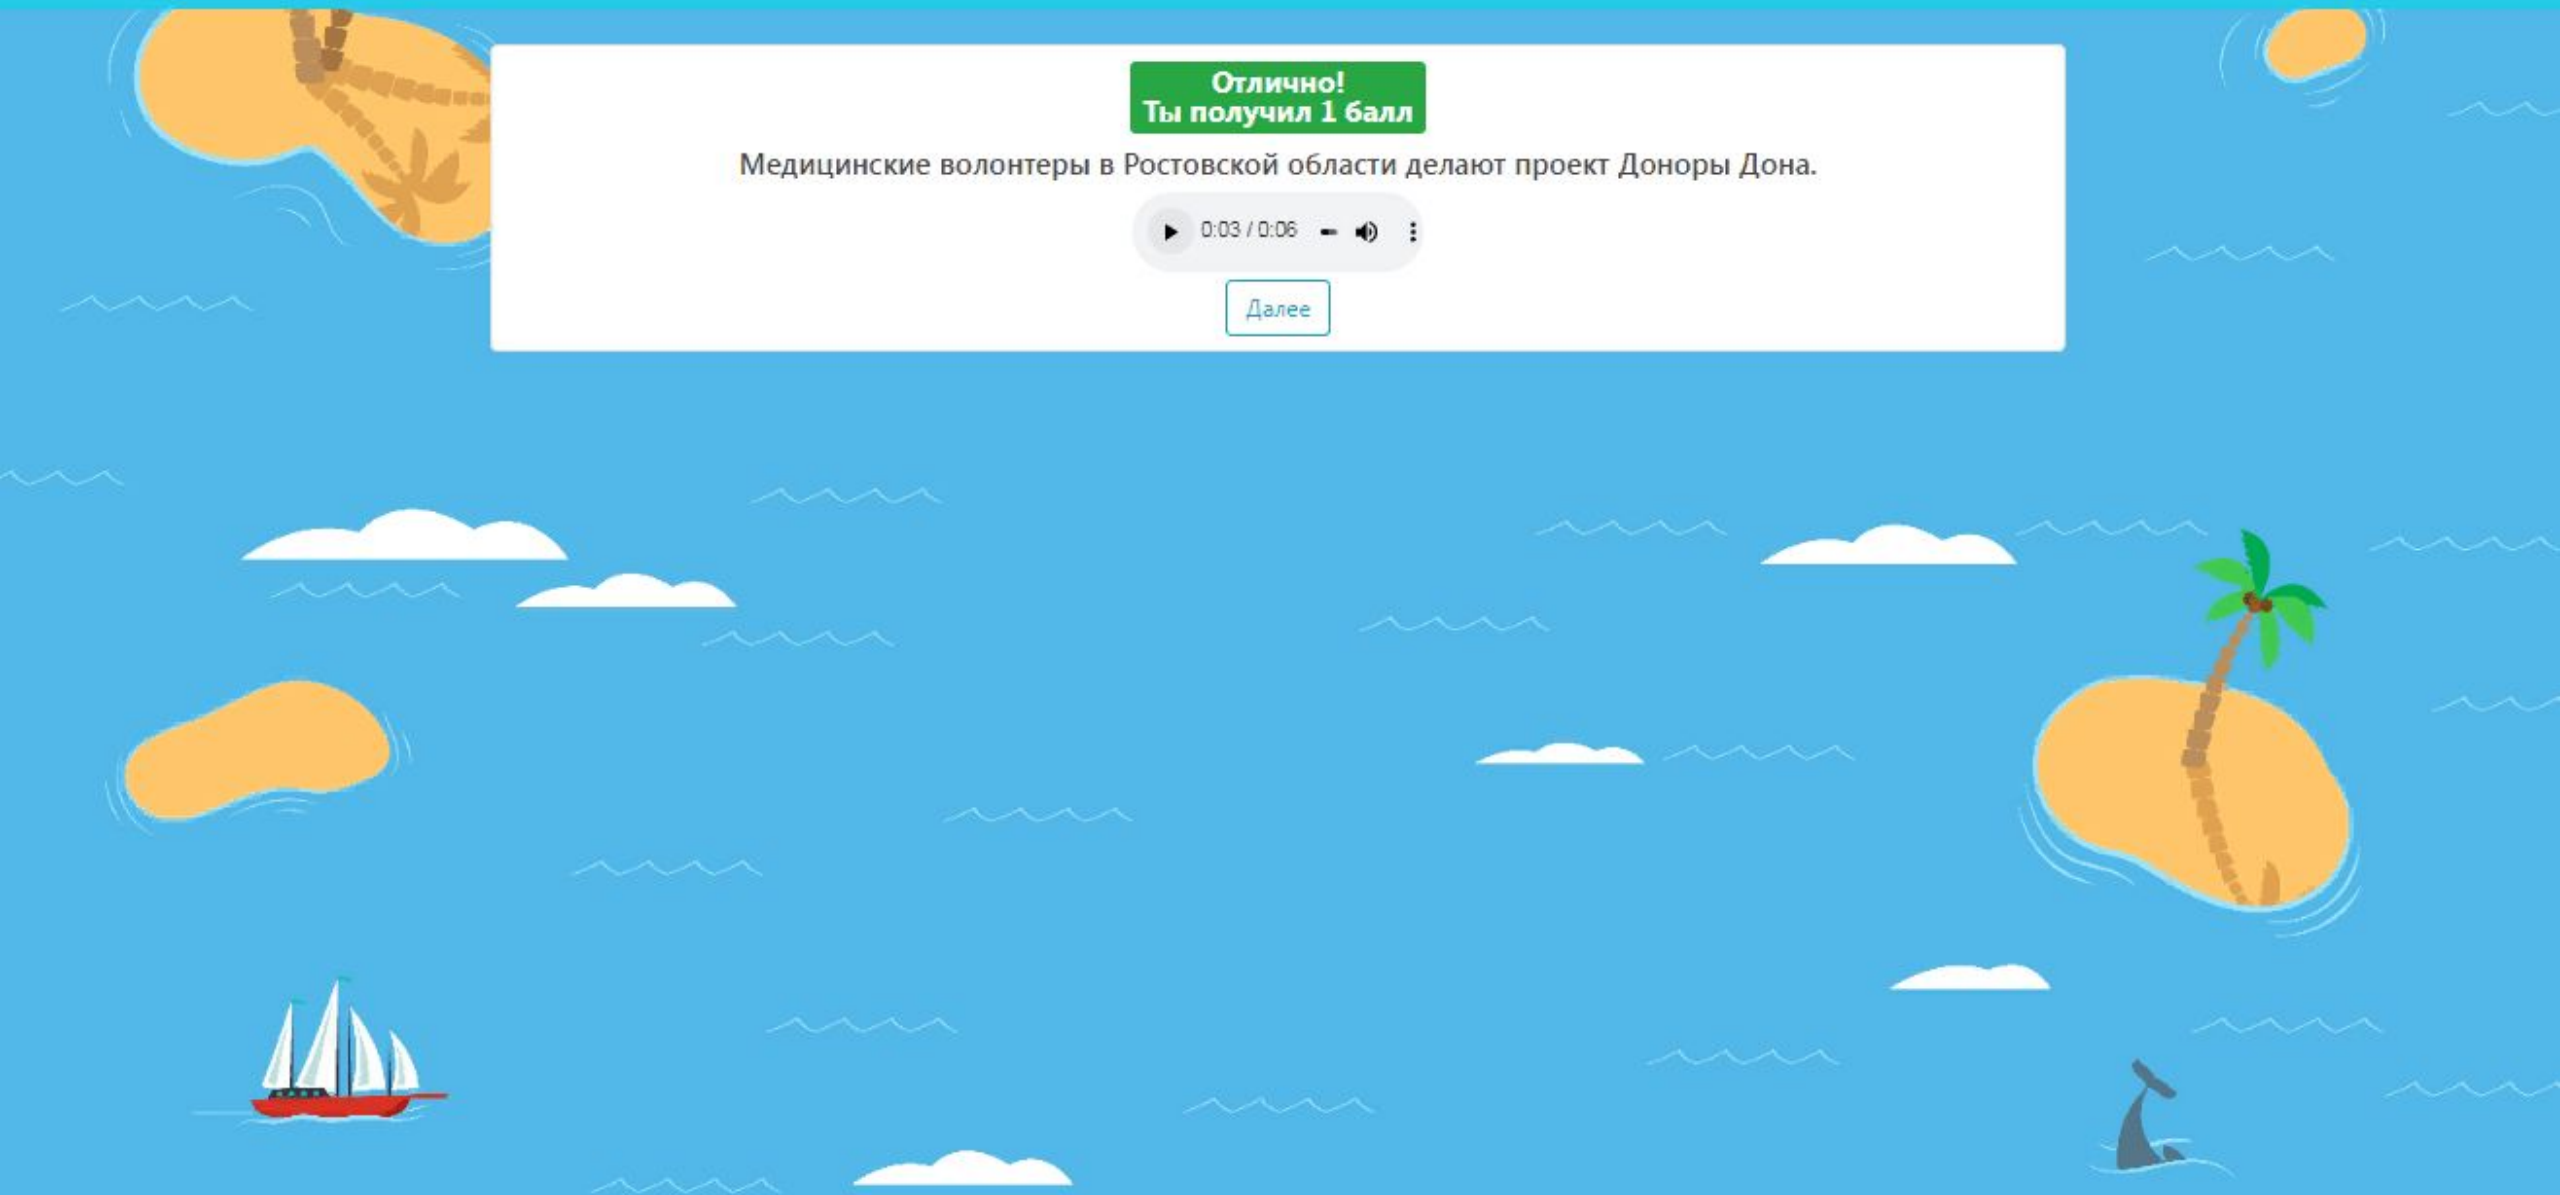 Отлично!
Ты получил 1 балл
Медицинские волонтеры в Ростовской области делают проект Доноры Дона.
0:03 / 0:06
Далее